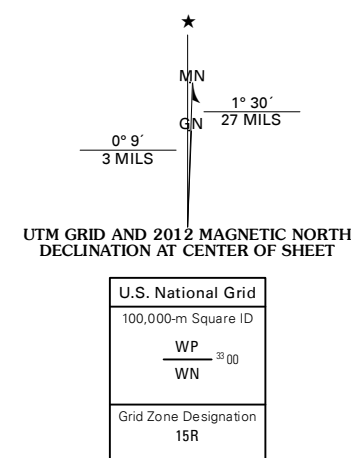 ★
MN
1° 30´
27 MILS
GN
0° 9´
3 MILS
UTM GRID AND 2012 MAGNETIC NORTH
DECLINATION AT CENTER OF SHEET
U.S. National Grid
100,000-m Square ID
WP
33 00
WN
Grid Zone Designation
15R